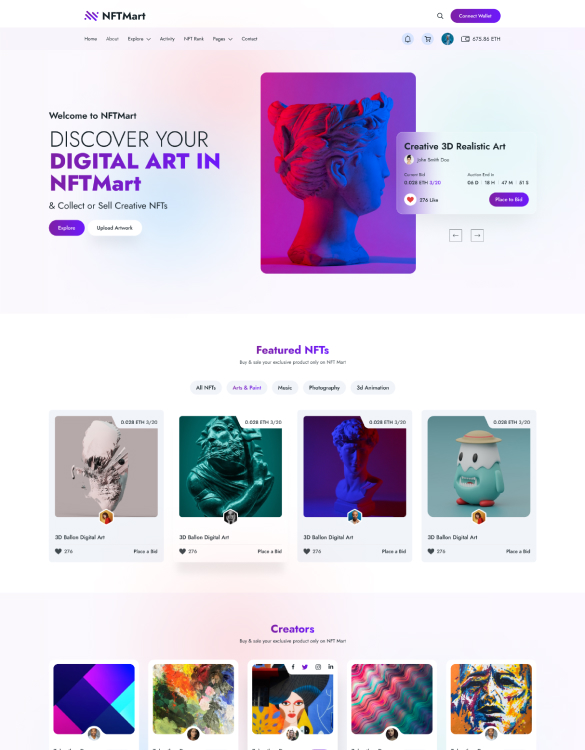 NFTMart
Connect Wallet
Home About Explore Activity NFT Rank Pages Contact
675.86 ETH
Welcome to NFTMart
DISCOVER YOUR
DIGITAL ART IN
NFTMart
& Collect or Sell Creative NFTs
Explore Upload Artwork
Creative 3D Realistic Art
John Smith Doe
Current Bid Auction End in
0.028 ETH 3/20 06 D 18 H 47 M 51 S
276 Like Place to Bid
Featured NFTs
Buy & sale your exclusive product only on NFT Mart
All NFTs Arts & Paint Music Photography 3d Animation
0.028 ETH 3/20 0.028 ETH 3/20 0.028 ETH 3/20 0.028 ETH 3/20
3D Ballon Digital Art 3D Ballon Digital Art 3D Ballon Digital Art 3D Ballon Digital Art
276 Place a Bid 276 Place a Bid 276 Place a Bid 276 Place a Bid
Creators
Buy & sale your exclusive product only on NFT Mart